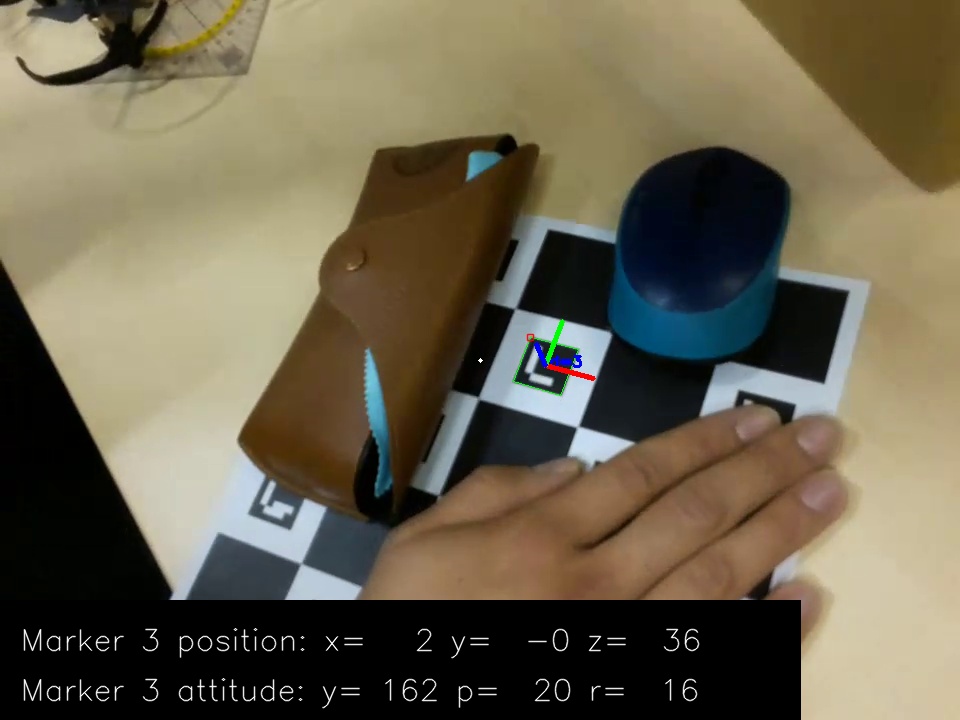 Marker 3 position: x= 2 y= −0 z= 36
Marker 3 attitude: y= 162 p= 20 r= 16